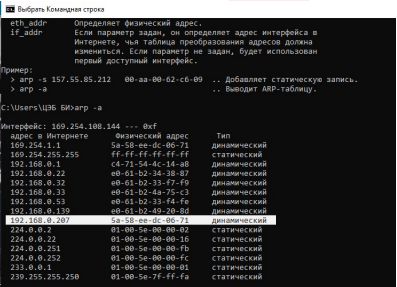 Выбрать Командная строка
eth_addr Определяет физический адрес.
if_addr Если параметр задан, он определяет адрес интерфейса в
Интернете, чья таблица преобразования адресов должна
измениться. Если параметр не задан, будет использован
первый доступный интерфейс.
Пример:
> arp -s 157.55.85.212 00-aa-00-62-c6-09 .. Добавляет статическую запись.
> arp -a .. Выводит ARP-таблицу.
C:\Users\ЦЭБ БИ>arp -a
Интерфейс: 169.254.108.144 --- 0xf
адрес в Интернете Физический адрес Тип
169.254.1.1 5a-58-ee-dc-06-71 динамический
169.254.255.255 ff-ff-ff-ff-ff-ff статический
192.168.0.1 c4-71-54-4c-14-a8 динамический
192.168.0.22 e0-61-b2-34-38-87 динамический
192.168.0.32 e0-61-b2-33-f7-f9 динамический
192.168.0.33 e0-61-b2-4a-75-c3 динамический
192.168.0.53 e0-61-b2-33-f4-fe динамический
192.168.0.139 e0-61-b2-49-20-8d динамический
192.168.0.207 5a-58-ee-dc-06-71 динамический
224.0.0.2 01-00-5e-00-00-02 статический
224.0.0.22 01-00-5e-00-00-16 статический
224.0.0.251 01-00-5e-00-00-fb статический
224.0.0.252 01-00-5e-00-00-fc статический
233.0.0.1 01-00-5e-00-00-01 статический
239.255.255.250 01-00-5e-7f-ff-fa статический